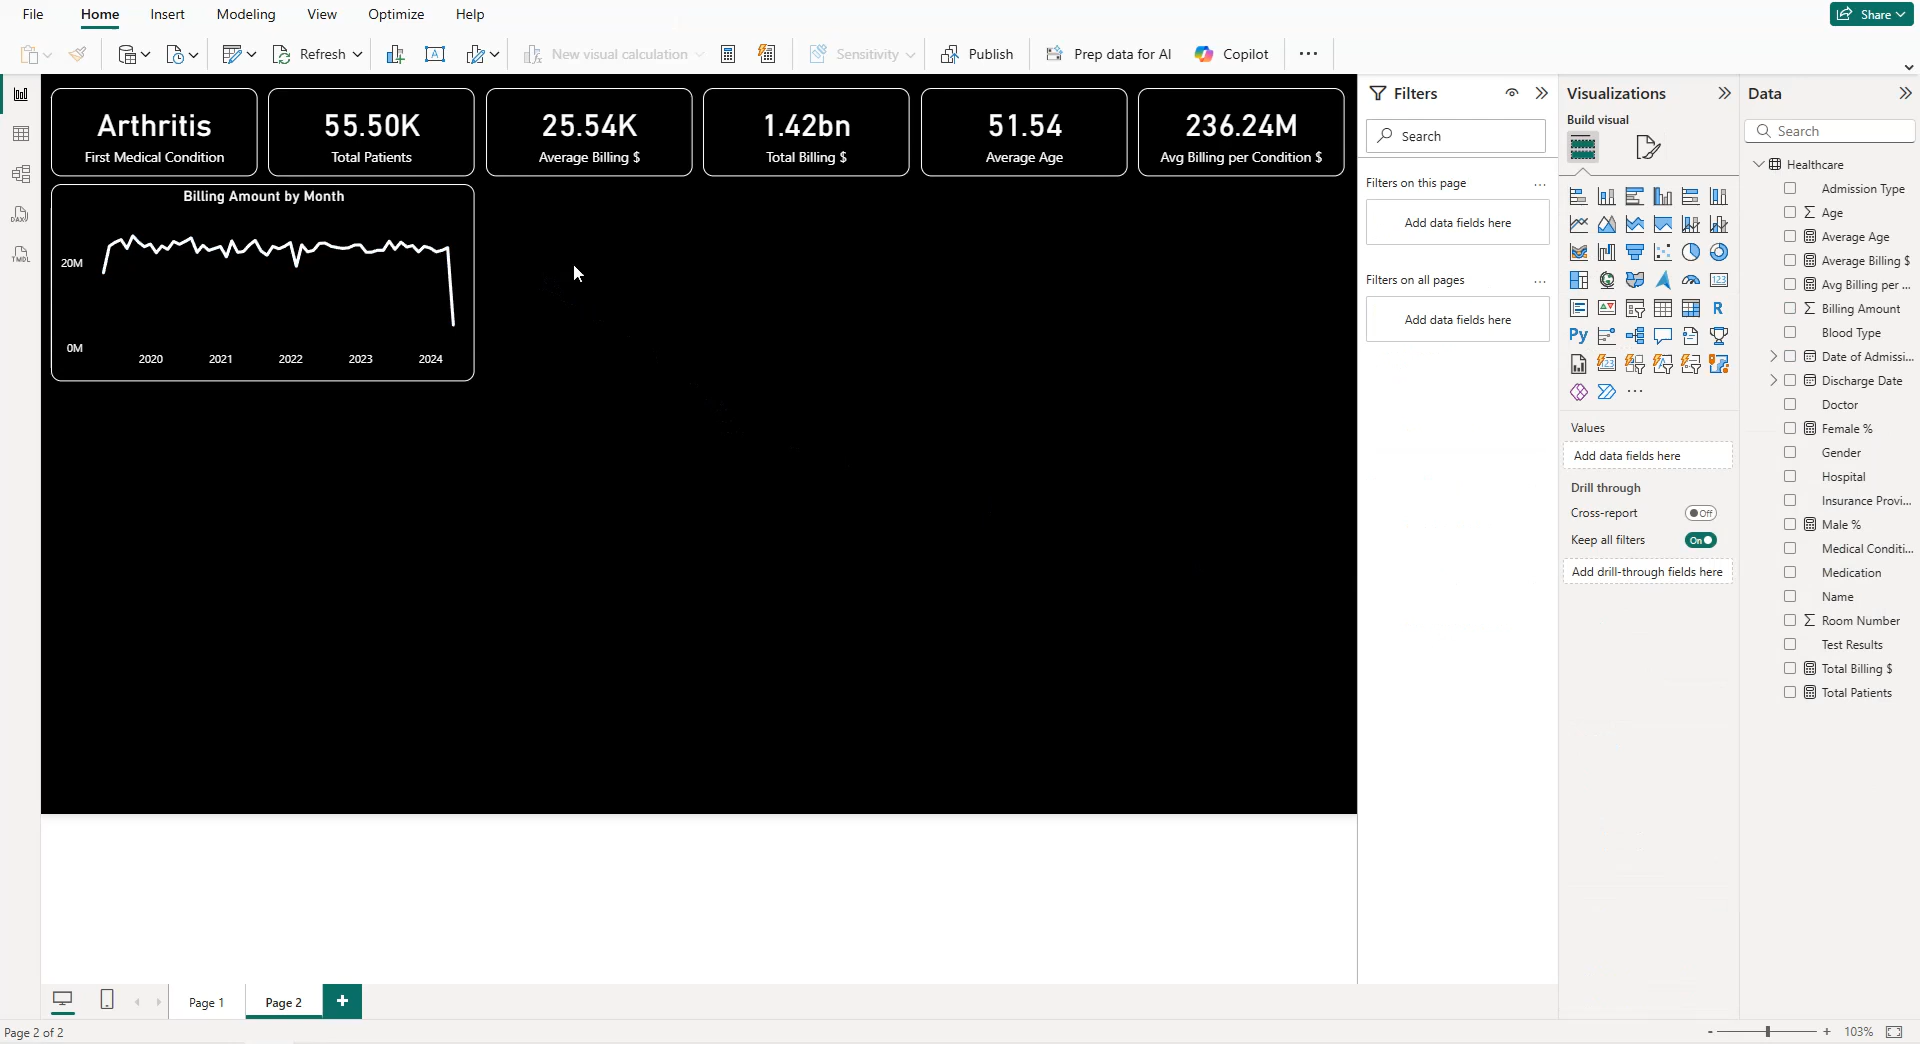 File Home Insert Modeling View Optimize Help Share
Refresh New visual calculation Sensitivity Publish Prep data for AI Copilot
Arthritis
First Medical Condition
55.50K
Total Patients
25.54K
Average Billing $
1.42bn
Total Billing $
51.54
Average Age
236.24M
Avg Billing per Condition $
Billing Amount by Month
20M
0M
2020 2021 2022 2023 2024
Filters
Search
Filters on this page
Add data fields here
Filters on all pages
Add data fields here
Visualizations
Build visual
123
R
Py
123
Values
Add data fields here
Drill through
Cross-report Off
Keep all filters On
Add drill-through fields here
Data
Search
Healthcare
Admission Type
Age
Average Age
Average Billing $
Avg Billing per ...
Billing Amount
Blood Type
Date of Admissi...
Discharge Date
Doctor
Female %
Gender
Hospital
Insurance Provi...
Male %
Medical Conditi...
Medication
Name
Room Number
Test Results
Total Billing $
Total Patients
DAX
TMDL
Page 1 Page 2 +
Page 2 of 2
- + 103%